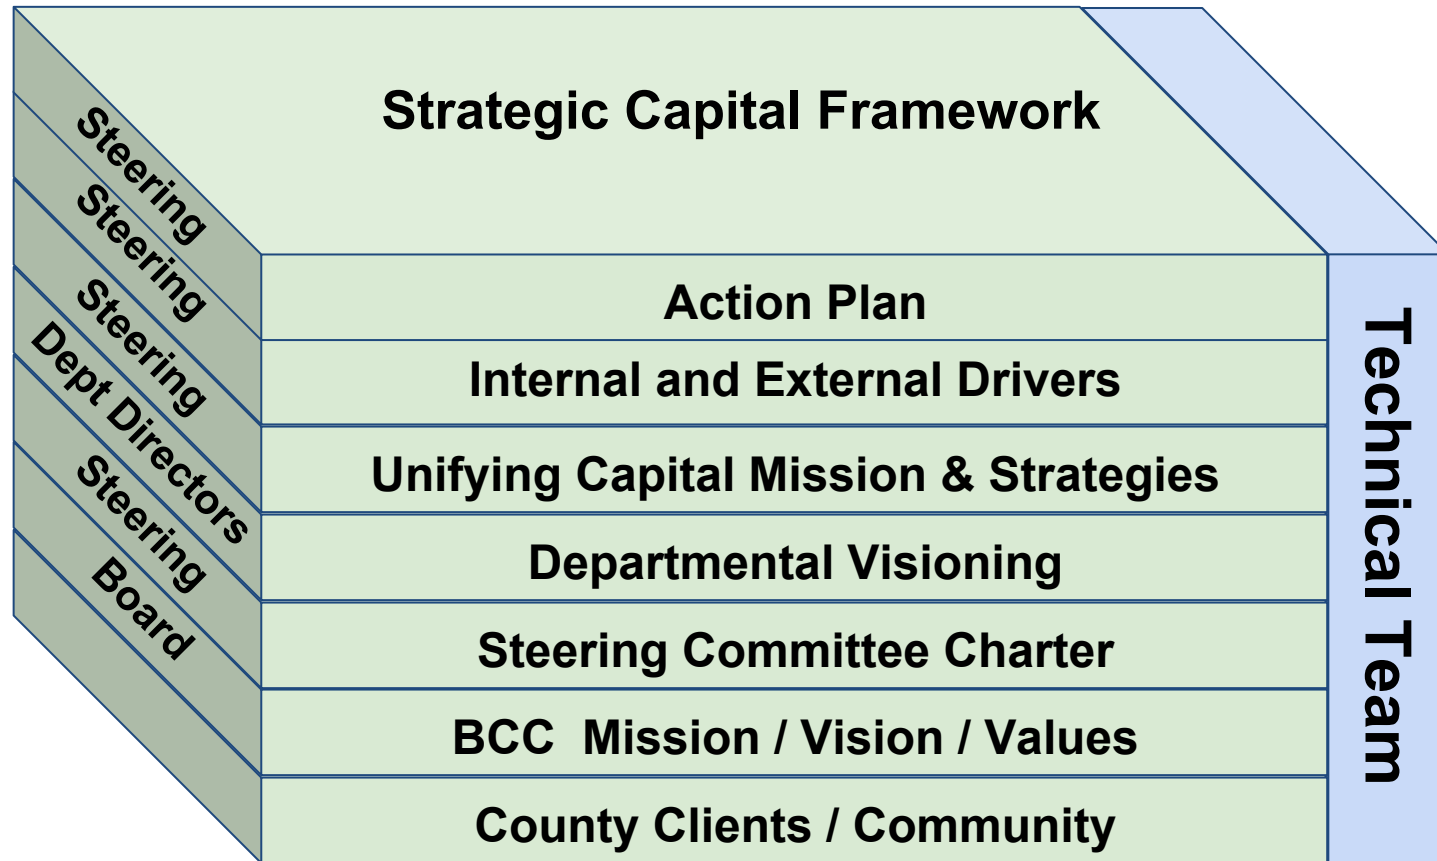 Strategic Capital Framework
Steering
Steering
Steering
Dept Directors
Steering
Board
Action Plan
Internal and External Drivers
Unifying Capital Mission & Strategies
Departmental Visioning
Steering Committee Charter
BCC  Mission / Vision / Values
County Clients / Community
Technical Team